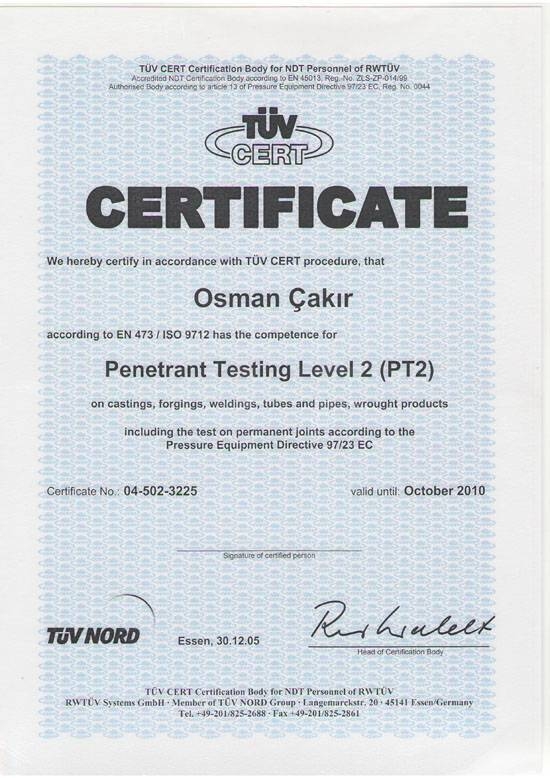 TÜV CERT Certification Body for NDT Personnel of RWTÜV
Accredited NDT Certification Body according to EN 45013, Reg.-No. ZLS-ZP-014/99
Authorised Body according to article 13 of Pressure Equipment Directive 97/23 EC, Reg. No. 0044
TÜV
CERT
CERTIFICATE
We hereby certify in accordance with TÜV CERT procedure, that
Osman Çakır
according to EN 473 / ISO 9712 has the competence for
Penetrant Testing Level 2 (PT2)
on castings, forgings, weldings, tubes and pipes, wrought products
including the test on permanent joints according to the
Pressure Equipment Directive 97/23 EC
Certificate No.: 04-502-3225 valid until: October 2010
Signature of certified person
TÜV NORD
Essen, 30.12.05
Head of Certification Body
TÜV CERT Certification Body for NDT Personnel of RWTÜV
RWTÜV Systems GmbH · Member of TÜV NORD Group · Langemarckstr. 20 · 45141 Essen/Germany
Tel. +49-201/825-2688 · Fax +49-201/825-2861